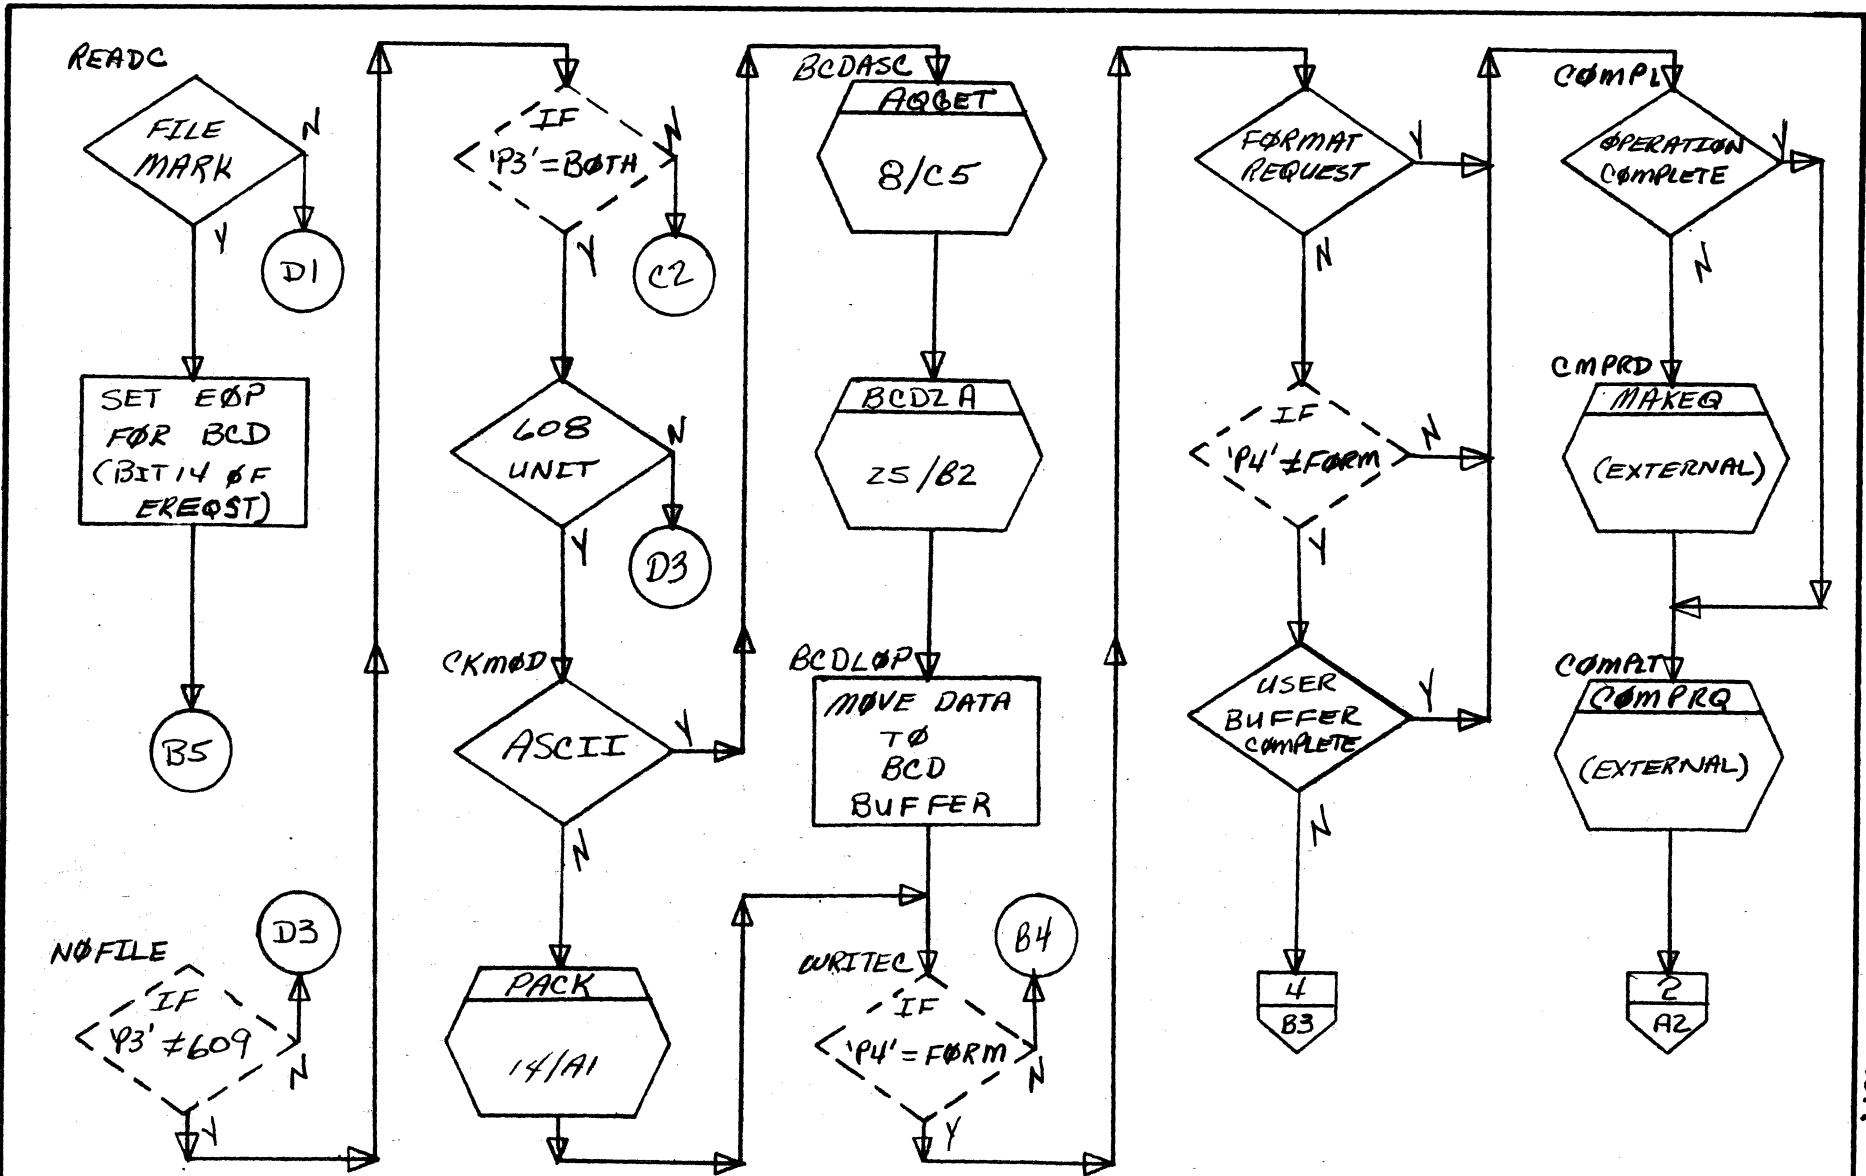 READC
FILE
MARK
N
Y
D1
SET EØP
FØR BCD
(BIT 14 ØF
EREQST)
B5
NØFILE
D3
IF
'P3' ≠ 609
N
Y
IF
'P3' = BØTH
N
Y
C2
608
UNIT
N
Y
D3
CKMØD
ASCII
Y
N
PACK
14/A1
BCDASC
AQGET
8/C5
BCD2A
25/B2
BCDLØP
MØVE DATA
TØ
BCD
BUFFER
WRITEC
B4
IF
'P4' = FØRM
N
Y
FØRMAT
REQUEST
Y
N
IF
'P4' ≠ FØRM
N
Y
USER
BUFFER
CØMPLETE
Y
N
4
B3
CØMPL
ØPERATIØN
CØMPLETE
Y
N
CMPRD
MAKEQ
(EXTERNAL)
CØMPLT
CØMPRQ
(EXTERNAL)
2
A2